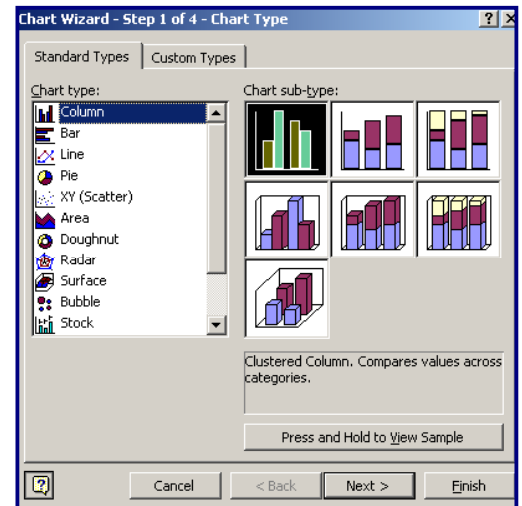 Chart Wizard - Step 1 of 4 - Chart Type
Standard Types Custom Types
Chart type:
Column
Bar
Line
Pie
XY (Scatter)
Area
Doughnut
Radar
Surface
Bubble
Stock
Chart sub-type:
Clustered Column. Compares values across
categories.
Press and Hold to View Sample
Cancel < Back Next > Finish